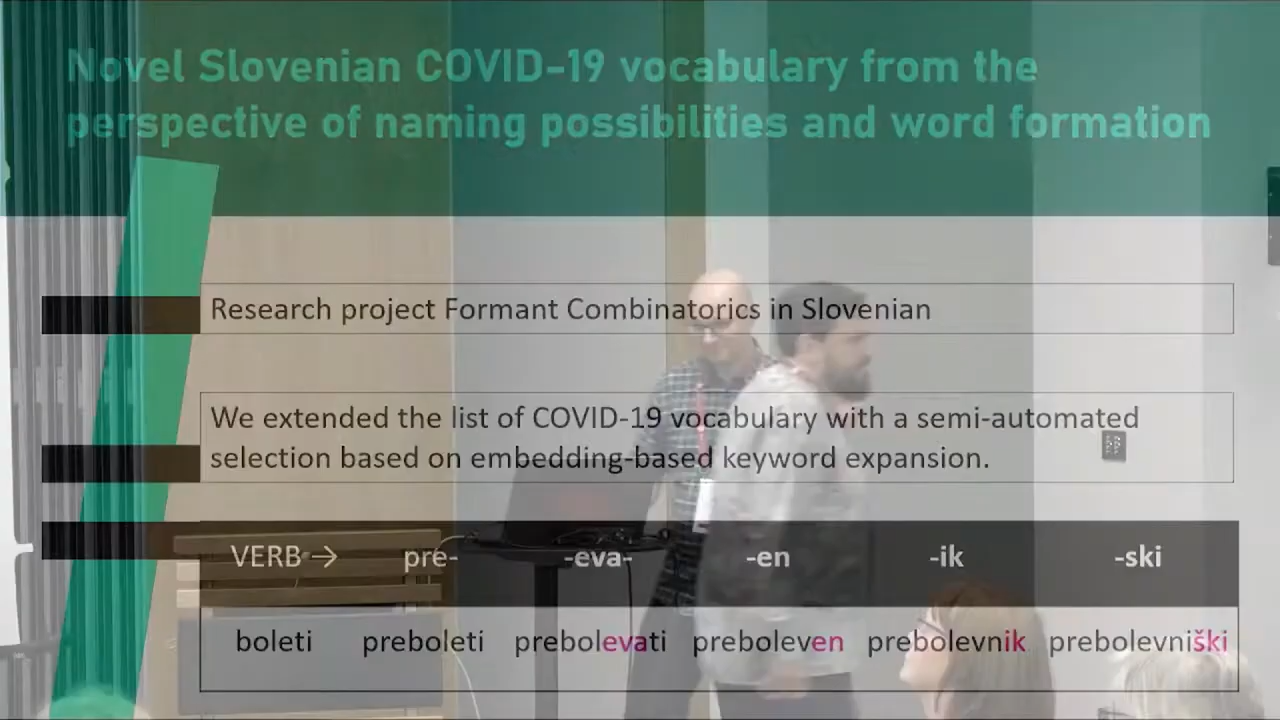 Novel Slovenian COVID-19 vocabulary from the
perspective of naming possibilities and word formation
Research project Formant Combinatorics in Slovenian
We extended the list of COVID-19 vocabulary with a semi-automated
selection based on embedding-based keyword expansion.
VERB → pre- -eva- -en -ik -ski
boleti preboleti prebolevati preboleven prebolevnik prebolevniški